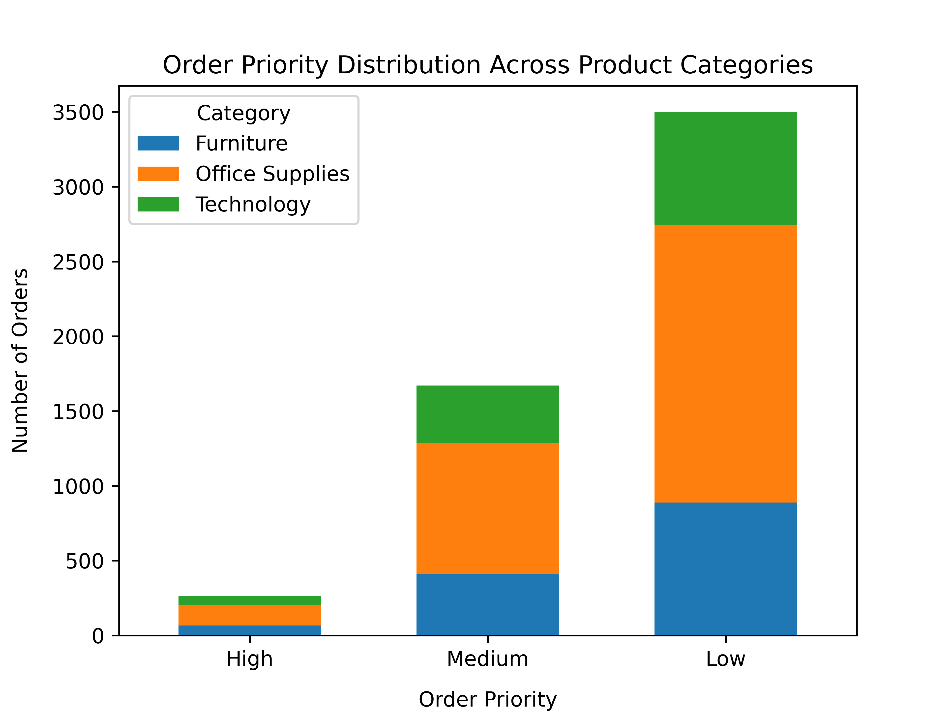 Order Priority Distribution Across Product Categories
Category
Furniture
Office Supplies
Technology
3500
3000
2500
2000
1500
1000
500
0
Number of Orders
High Medium Low
Order Priority